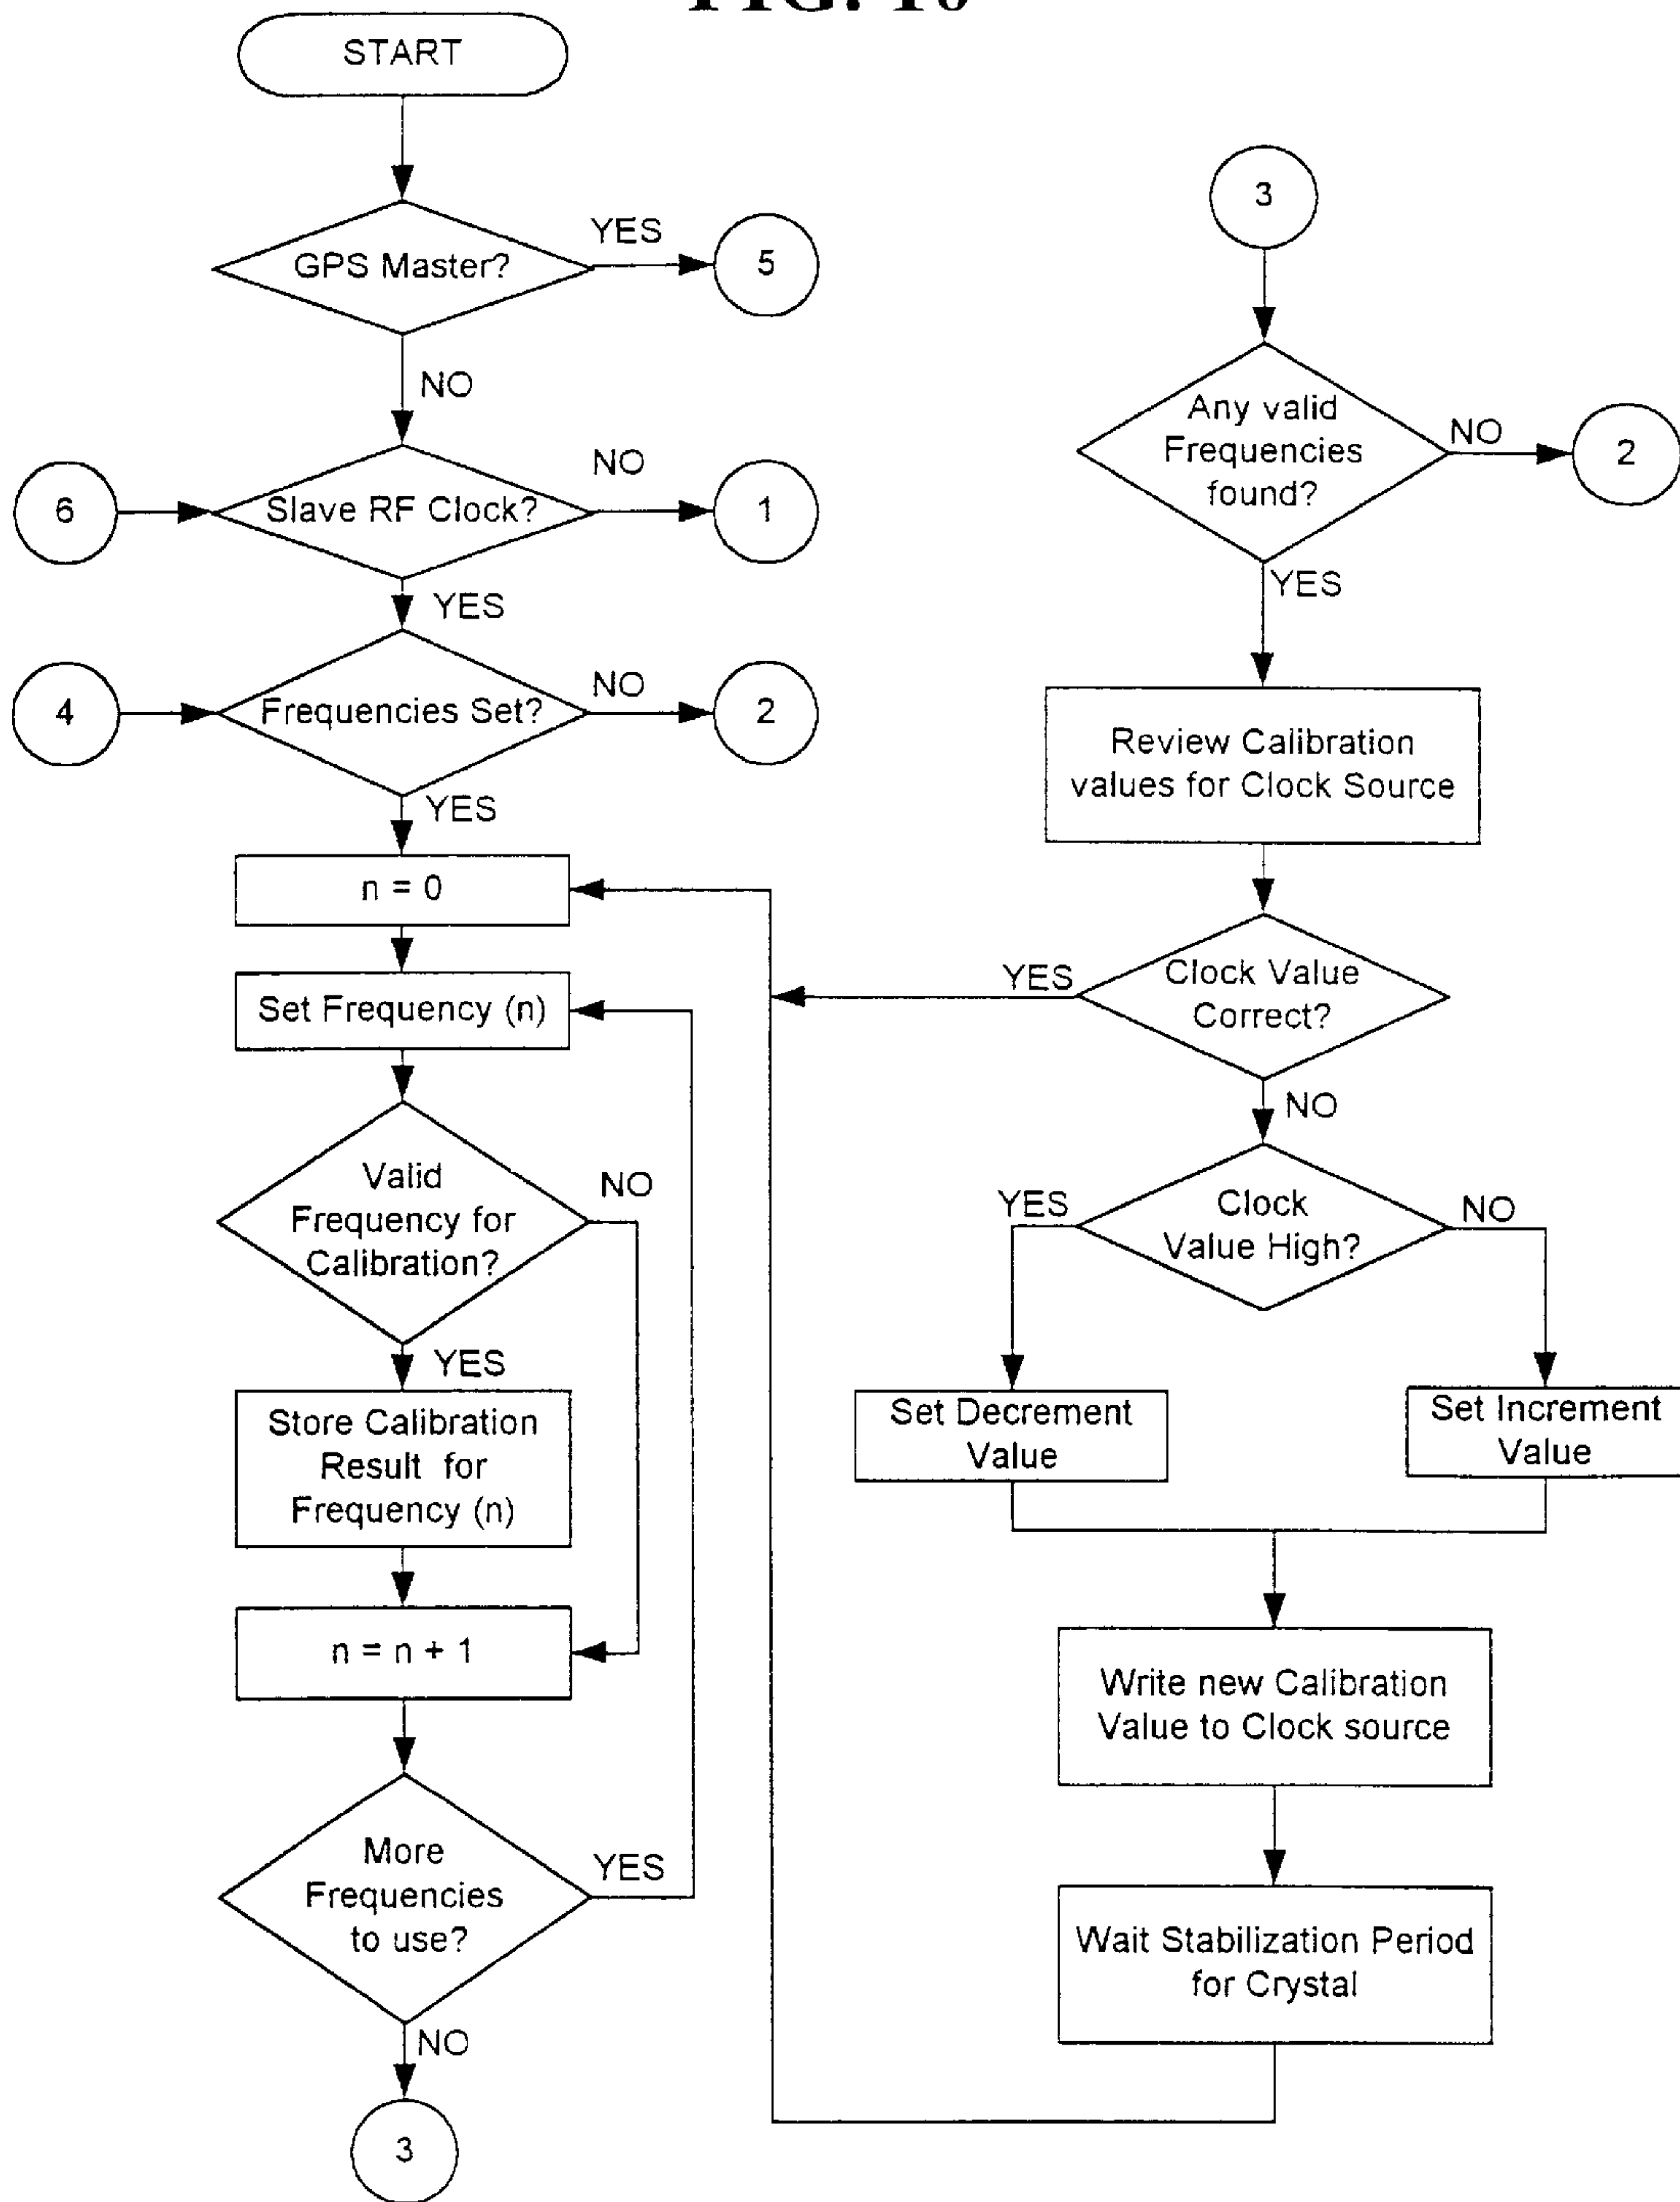 FIG. 10
START
GPS Master?
YES
5
NO
6
Slave RF Clock?
NO
1
YES
4
Frequencies Set?
NO
2
YES
n = 0
Set Frequency (n)
Valid
Frequency for
Calibration?
NO
YES
Store Calibration
Result for
Frequency (n)
n = n + 1
More
Frequencies
to use?
YES
NO
3
3
Any valid
Frequencies
found?
NO
2
YES
Review Calibration
values for Clock Source
Clock Value
Correct?
YES
NO
Clock
Value High?
YES
NO
Set Decrement
Value
Set Increment
Value
Write new Calibration
Value to Clock source
Wait Stabilization Period
for Crystal